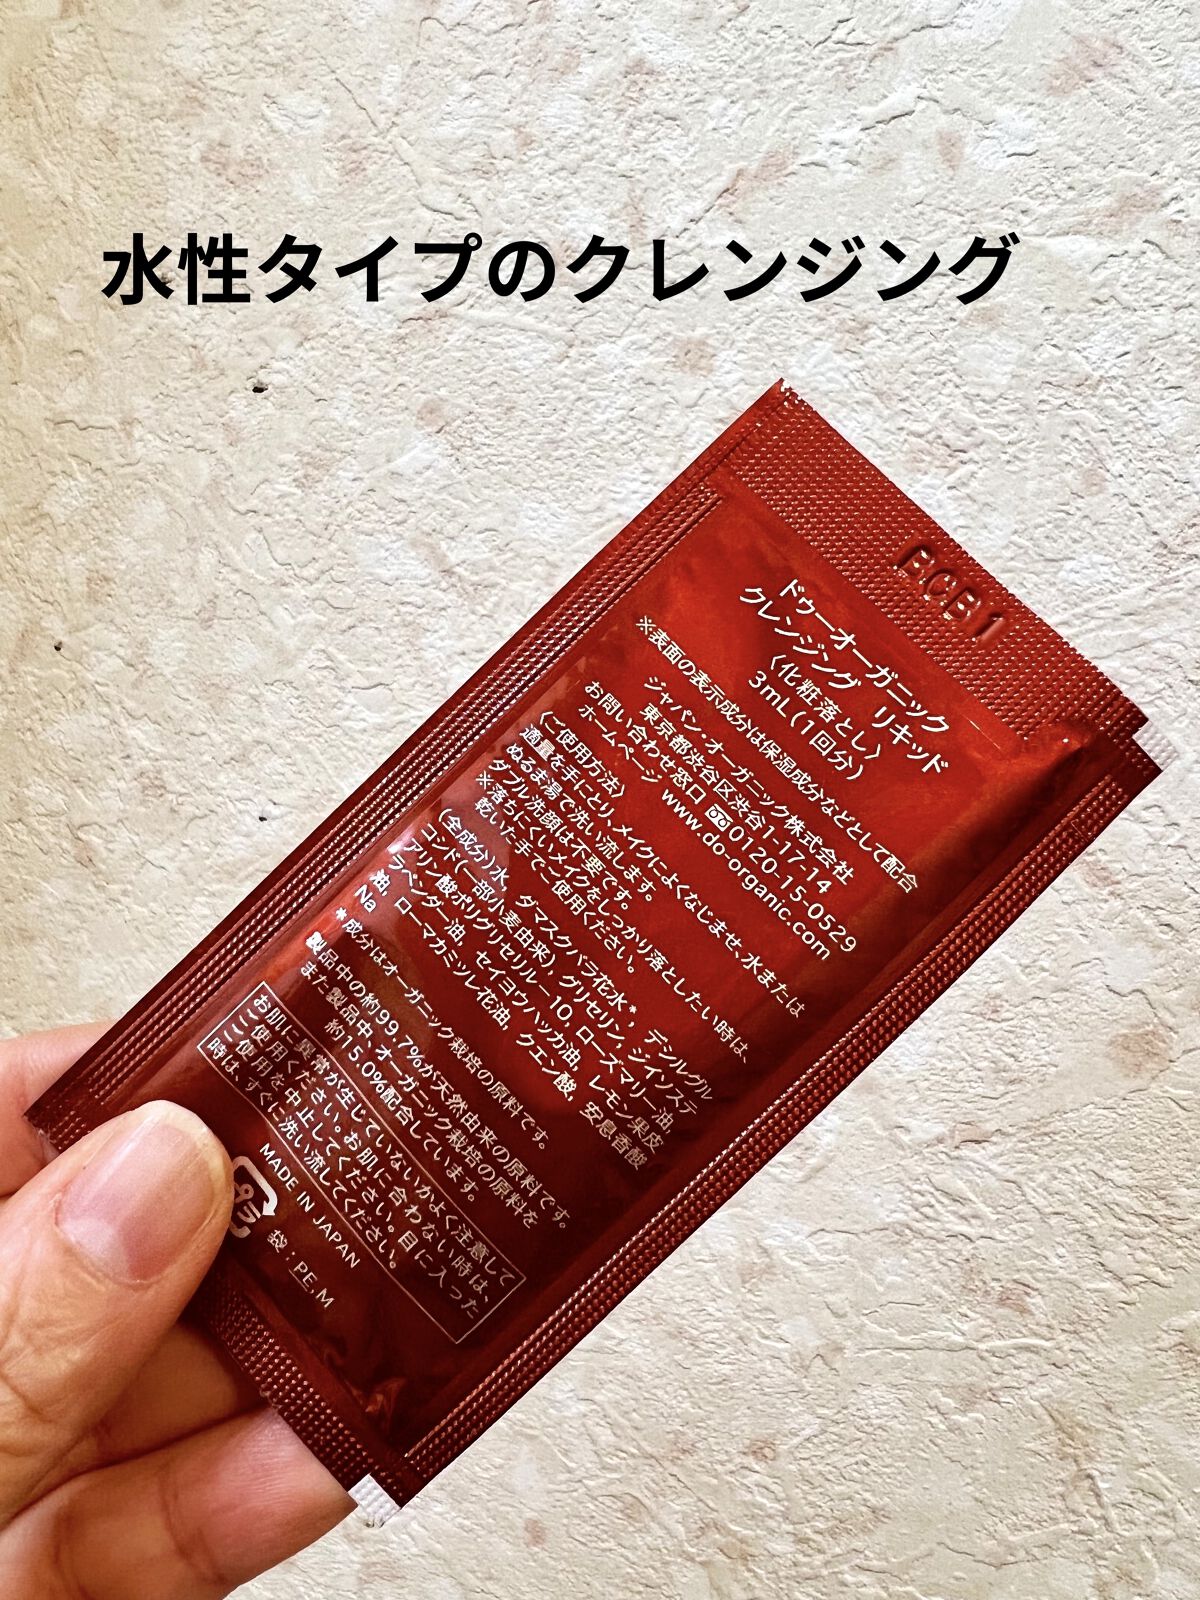 水性タイプのクレンジング
BCB1
ドゥーオーガニック
クレンジング リキッド
〈化粧落とし〉
3mL(1回分)
※表面の表示成分は保湿成分などとして配合
ジャパン・オーガニック株式会社
東京都渋谷区渋谷1-17-14
お問い合わせ窓口 0120-15-0529
ホームページ www.do-organic.com
〈ご使用方法〉
適量を手にとり、メイクによくなじませ、水または
ぬるま湯で洗い流します。
ダブル洗顔は不要です。
※落ちにくいメイクをしっかり落としたい時は、
乾いた手でご使用ください。
(全成分)水、ダマスクバラ花水*、デシルグル
コシド(一部小麦由来)、グリセリン、ジイソステ
アリン酸ポリグリセリル-10、ローズマリー油、
ラベンダー油、セイヨウハッカ油、レモン果皮
油、ローマカミツレ花油、クエン酸、安息香酸
Na
*成分はオーガニック栽培の原料です。
製品中の約99.7%が天然由来の原料です。
また製品中、オーガニック栽培の原料を
約15.0%配合しています。
お肌に異常が生じていないかよく注意して
ご使用ください。お肌に合わない時は、
ご使用を中止してください。目に入った
時は、すぐに洗い流してください。
MADE IN JAPAN
プラ
袋:PE,M